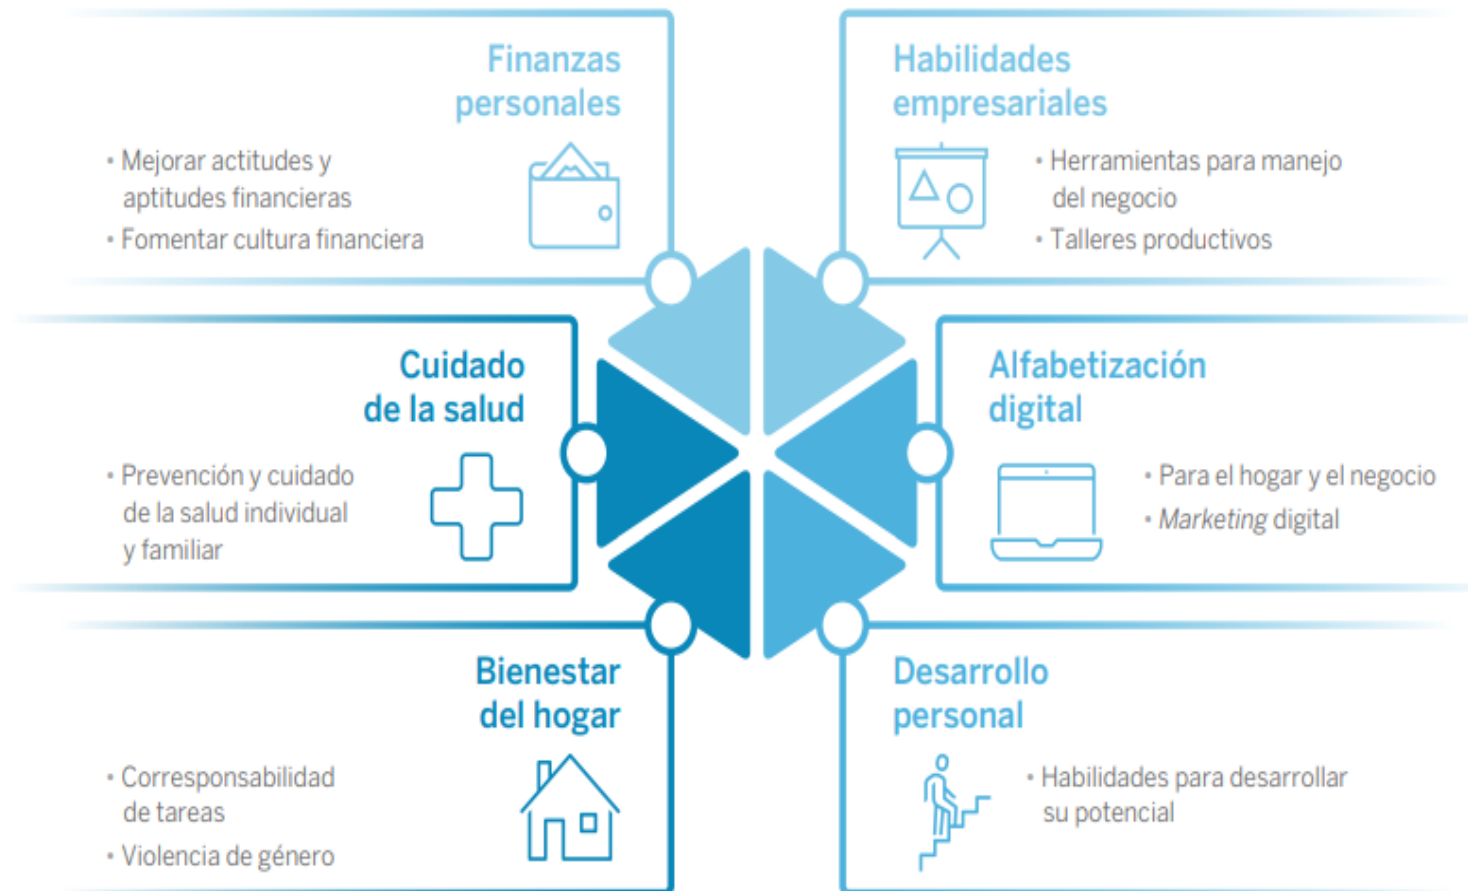 Finanzas
personales
• Mejorar actitudes y
aptitudes financieras
• Fomentar cultura financiera
Habilidades
empresariales
• Herramientas para manejo
del negocio
• Talleres productivos
Cuidado
de la salud
• Prevención y cuidado
de la salud individual
y familiar
Alfabetización
digital
• Para el hogar y el negocio
• Marketing digital
Bienestar
del hogar
• Corresponsabilidad
de tareas
• Violencia de género
Desarrollo
personal
• Habilidades para desarrollar
su potencial